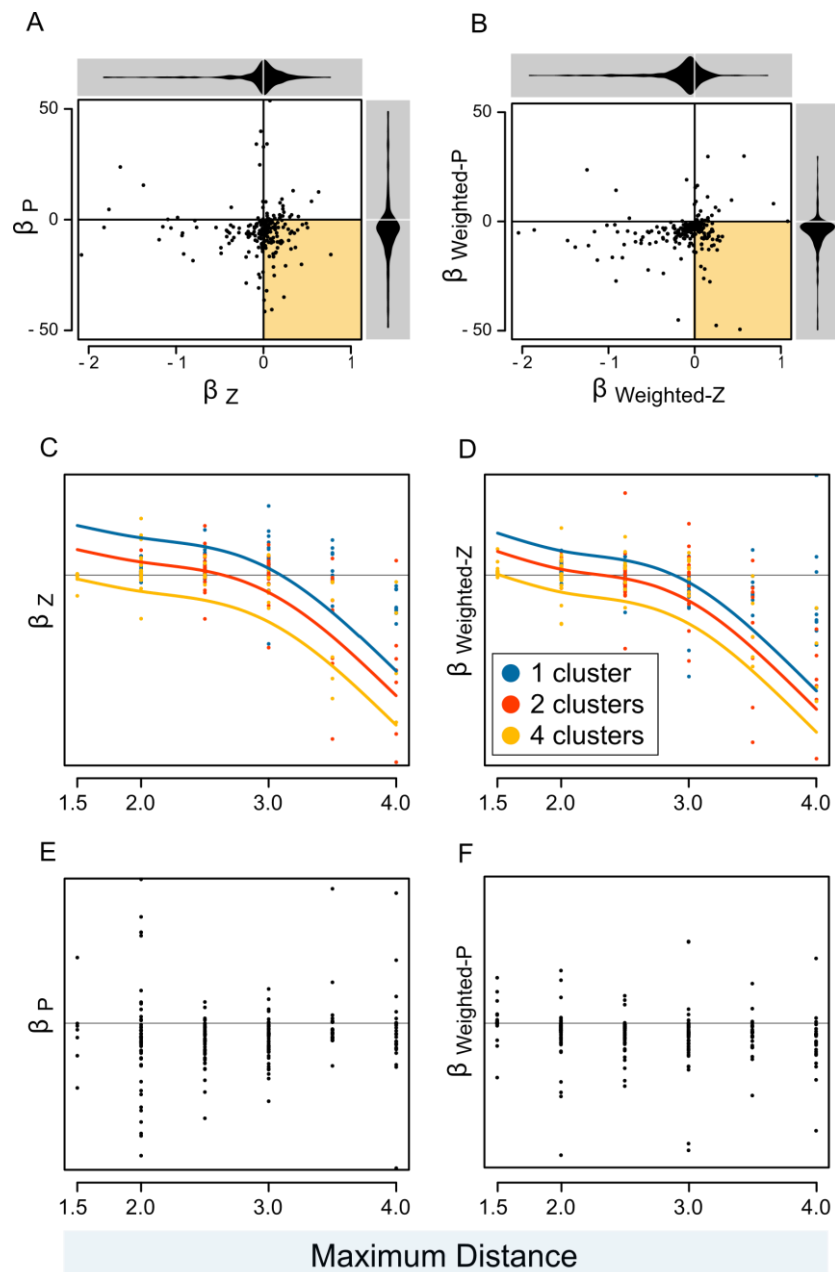 A
B
50
0
- 50
β P
- 2
- 1
0
1
β Z
50
0
- 50
β Weighted-P
- 2
- 1
0
1
β Weighted-Z
C
D
β Z
1.5
2.0
3.0
4.0
β Weighted-Z
1 cluster
2 clusters
4 clusters
1.5
2.0
3.0
4.0
E
F
β P
1.5
2.0
3.0
4.0
β Weighted-P
1.5
2.0
3.0
4.0
Maximum Distance